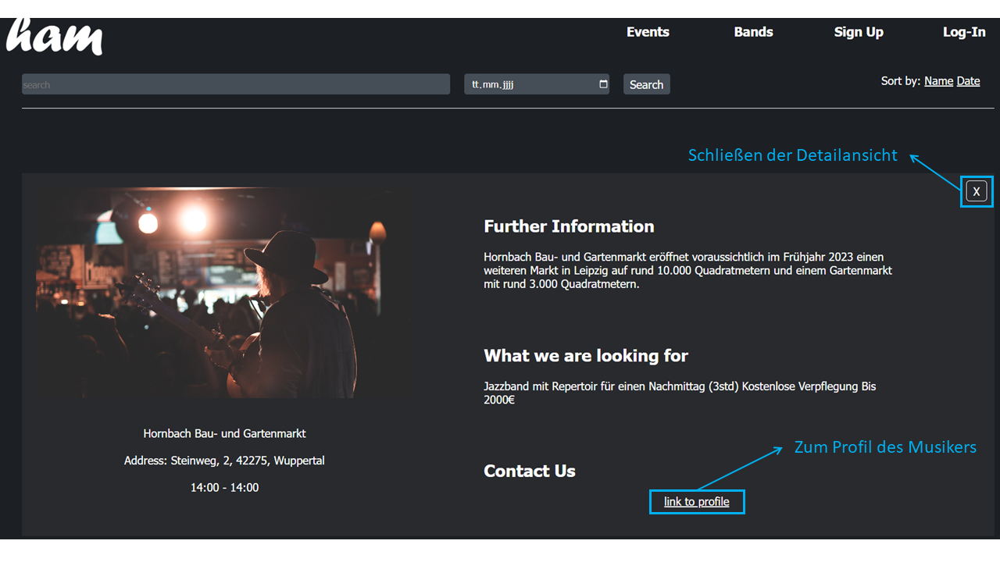 ham
Events Bands Sign Up Log-In
search tt.mm.jjjj Search Sort by: Name Date
Schließen der Detailansicht
X
Further Information
Hornbach Bau- und Gartenmarkt eröffnet voraussichtlich im Frühjahr 2023 einen
weiteren Markt in Leipzig auf rund 10.000 Quadratmetern und einem Gartenmarkt
mit rund 3.000 Quadratmetern.
What we are looking for
Jazzband mit Repertoir für einen Nachmittag (3std) Kostenlose Verpflegung Bis
2000€
Hornbach Bau- und Gartenmarkt
Address: Steinweg, 2, 42275, Wuppertal
14:00 - 14:00
Zum Profil des Musikers
Contact Us
link to profile